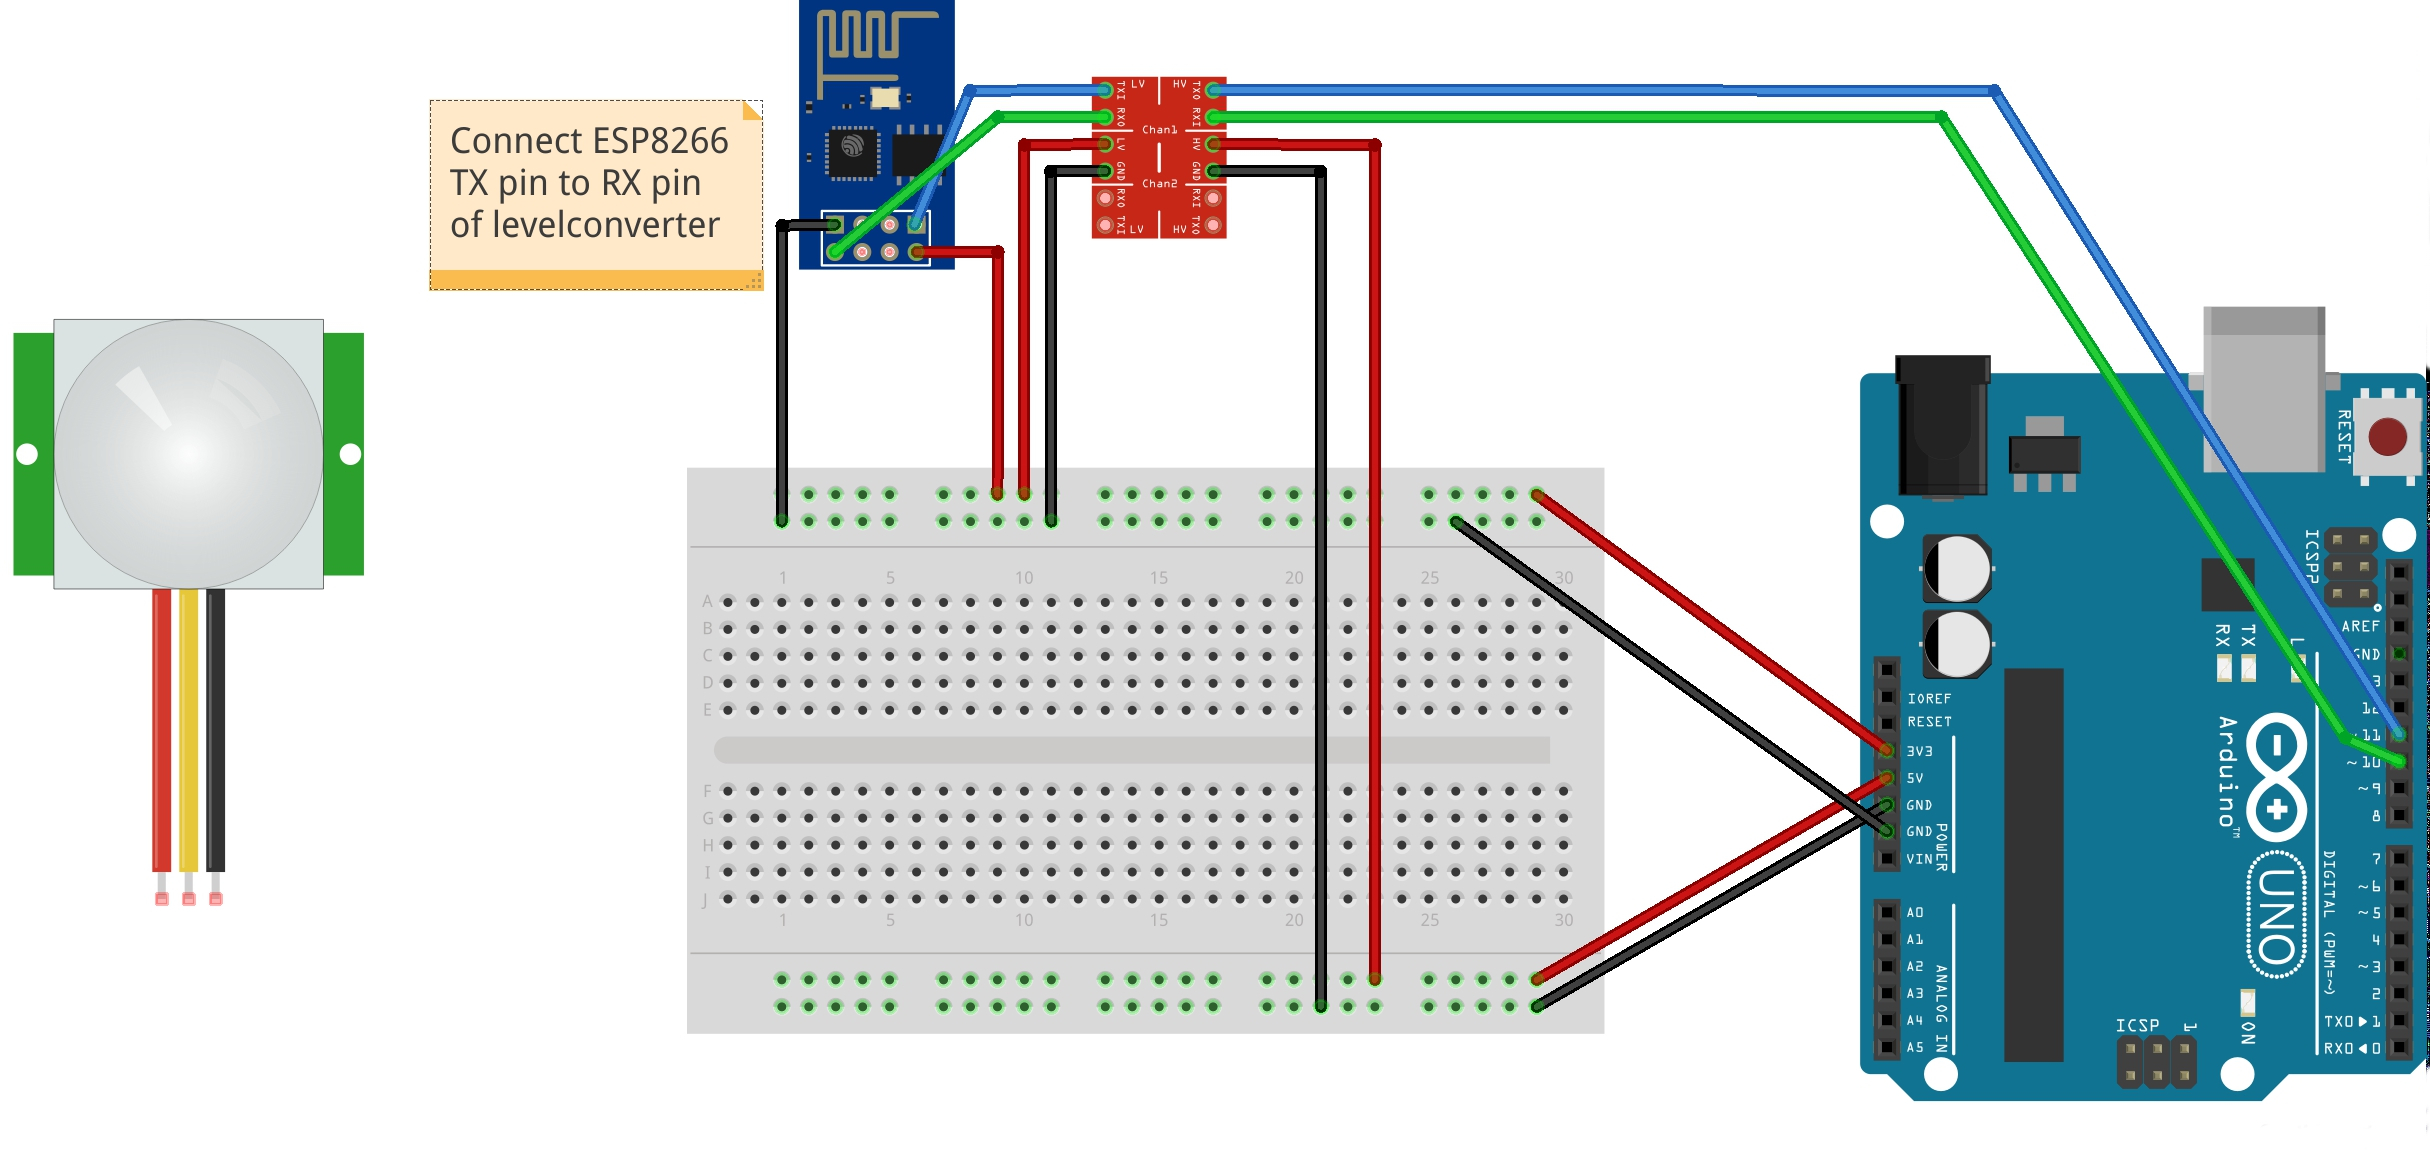 Connect ESP8266
TX pin to RX pin
of levelconverter
LV HV
TXI TXO
RXO RXI
Chan1
LV HV
GND GND
Chan2
RXO RXI
TXI TXO
LV HV
1 5 10 15 20 25 30
A
B
C
D
E
F
G
H
I
J
1 5 10 15 20 25 30
RESET
ICSP2
AREF
GND
13
12
~11
~10
~9
8
RX TX L
IOREF
RESET
3V3
5V
GND
GND
VIN
POWER
Arduino™
UNO
7
~6
~5
4
~3
2
TX0▶1
RX0◀0
DIGITAL (PWM=~)
A0
A1
A2
A3
A4
A5
ANALOG IN
ICSP 1
ON